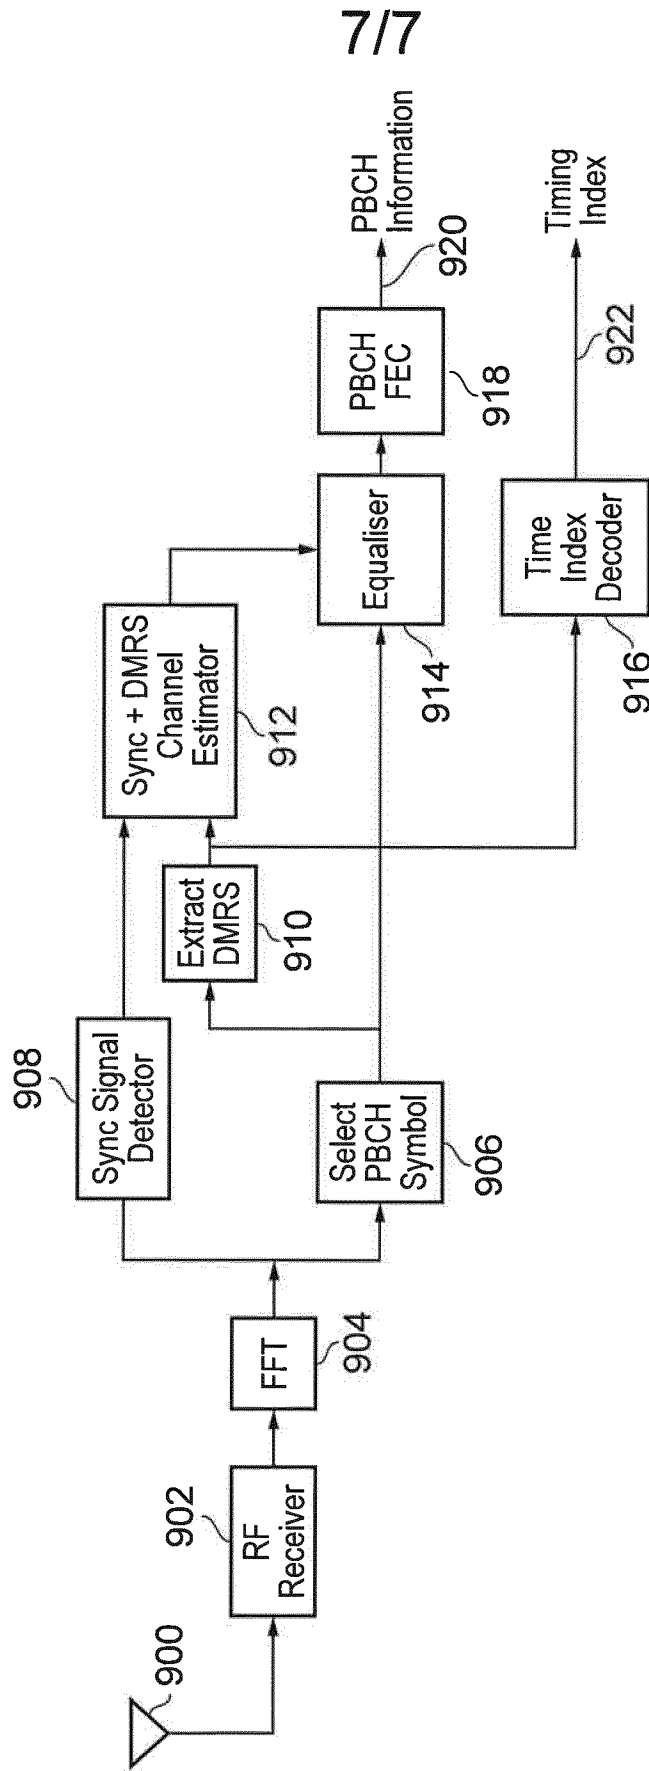 7/7
900
RF
Receiver
902
FFT
904
Sync Signal
Detector
908
Select
PBCH
Symbol
906
Extract
DMRS
910
Sync + DMRS
Channel
Estimator
912
Equaliser
914
Time
Index
Decoder
916
PBCH
FEC
918
PBCH
Information
920
Timing
Index
922